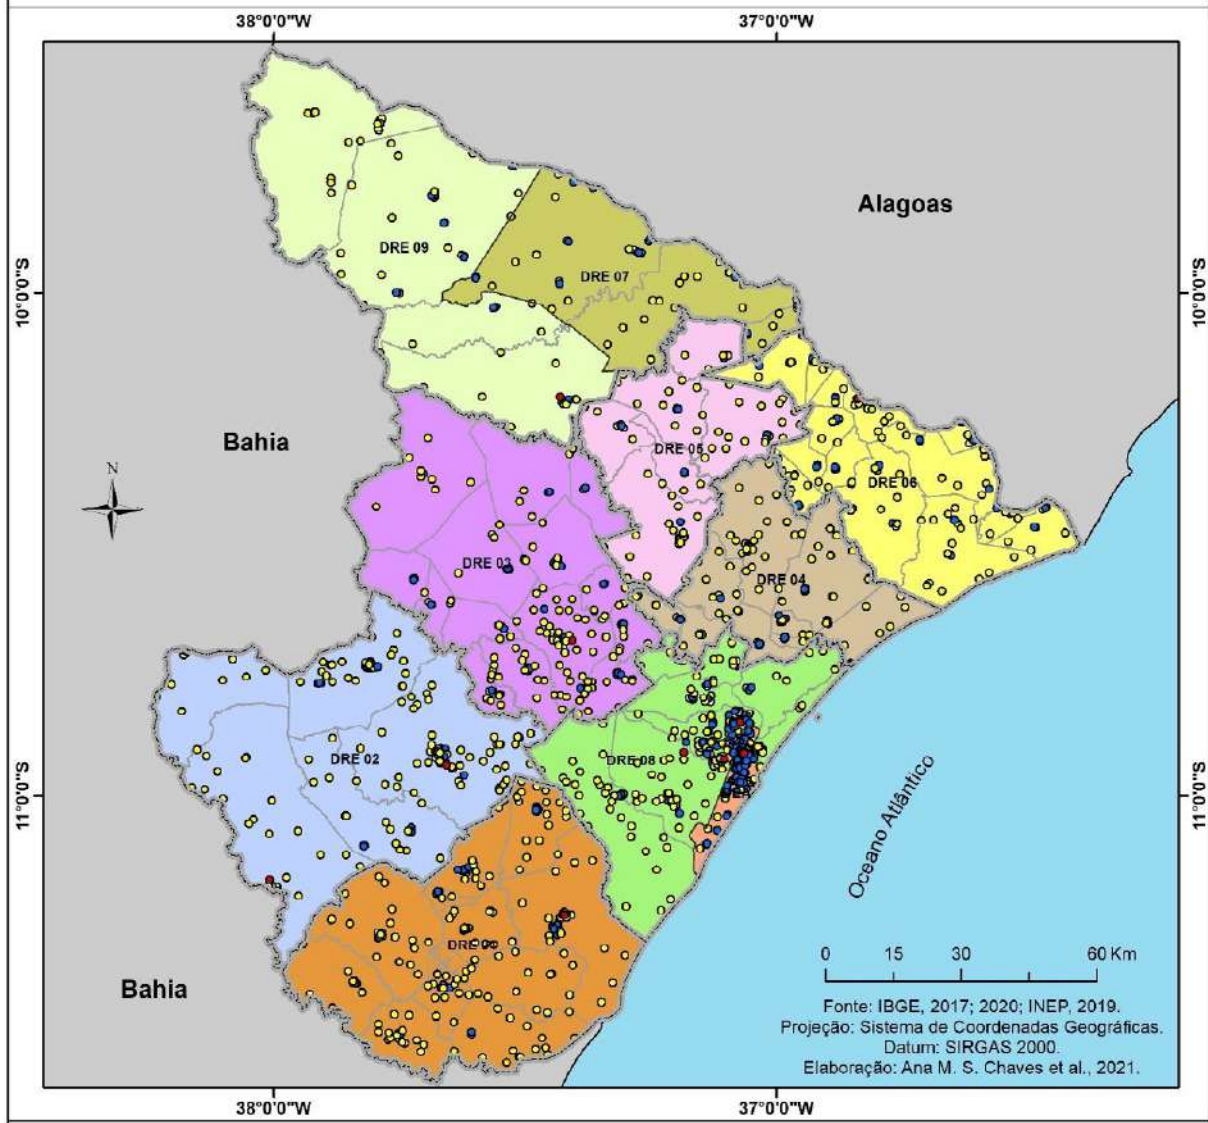 38°0'0"W
37°0'0"W
Alagoas
DRE 09
DRE 07
10°0'0"S
10°0'0"S
Bahia
DRE 05
N
DRE 06
DRE 03
DRE 04
DRE 02
DRE 08
11°0'0"S
11°0'0"S
Oceano Atlântico
DRE
Bahia
0 15 30 60 Km
Fonte: IBGE, 2017; 2020; INEP, 2019.
Projeção: Sistema de Coordenadas Geográficas.
Datum: SIRGAS 2000.
Elaboração: Ana M. S. Chaves et al., 2021.
38°0'0"W
37°0'0"W